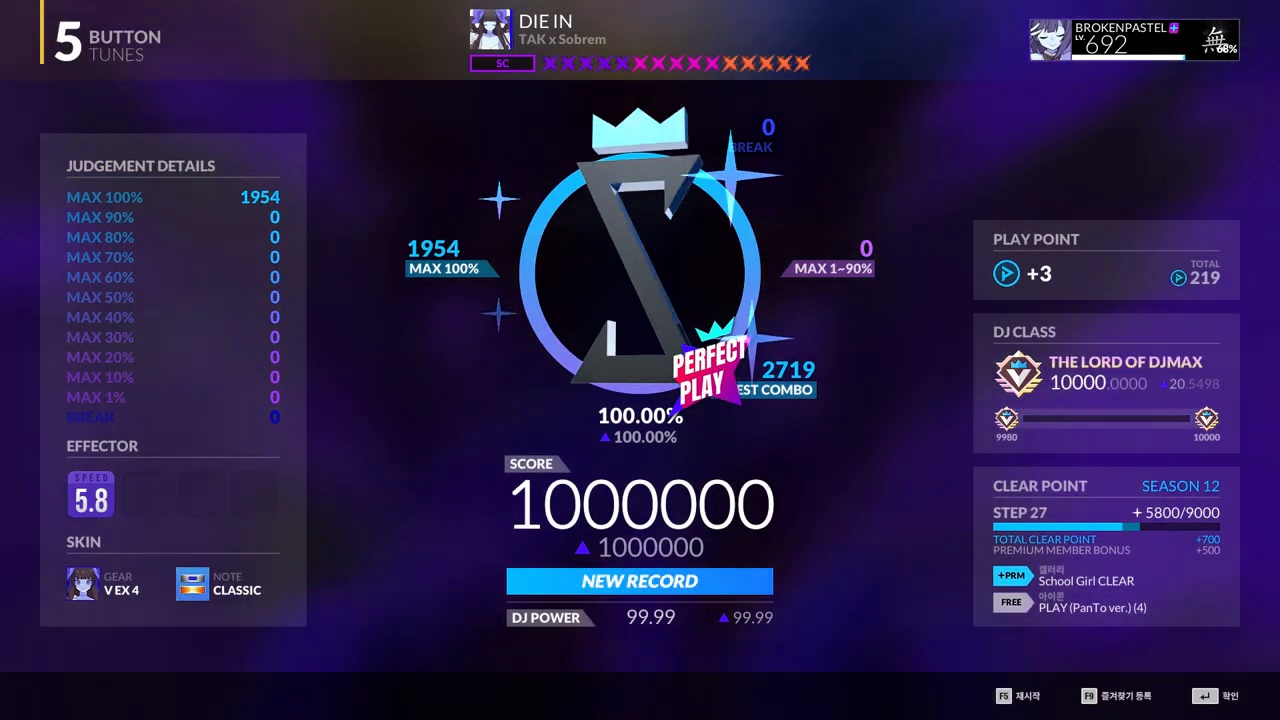 5 BUTTON
TUNES
DIE IN
TAK x Sobrem
SC
BROKENPASTEL
LV. 692
無
68%
JUDGEMENT DETAILS
MAX 100% 1954
MAX 90% 0
MAX 80% 0
MAX 70% 0
MAX 60% 0
MAX 50% 0
MAX 40% 0
MAX 30% 0
MAX 20% 0
MAX 10% 0
MAX 1% 0
BREAK 0
EFFECTOR
SPEED
5.8
SKIN
GEAR
V EX 4
NOTE
CLASSIC
0
BREAK
S
1954
MAX 100%
0
MAX 1~90%
PERFECT
PLAY
2719
EST COMBO
100.00%
100.00%
SCORE
1000000
1000000
NEW RECORD
DJ POWER 99.99 99.99
PLAY POINT
+3
TOTAL
219
DJ CLASS
THE LORD OF DJMAX
10000.0000 20.5498
9980 10000
CLEAR POINT SEASON 12
STEP 27 + 5800/9000
TOTAL CLEAR POINT +700
PREMIUM MEMBER BONUS +500
+PRM 갤러리
School Girl CLEAR
FREE 아이콘
PLAY (PanTo ver.) (4)
F5 재시작 F9 즐겨찾기 등록 확인